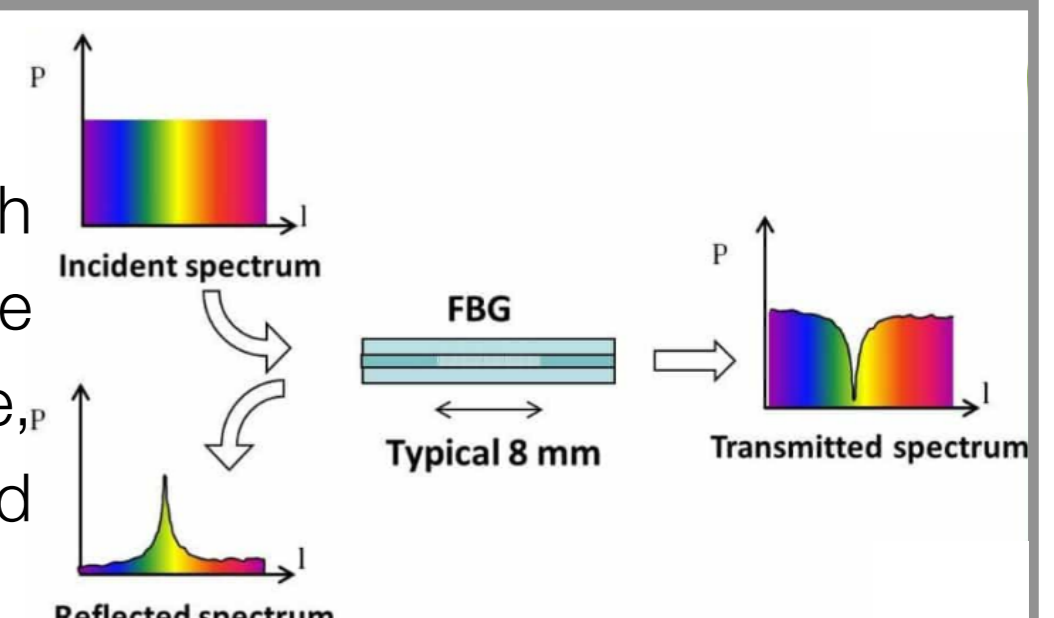 P
l
Incident spectrum
h
e
e,
d
FBG
Typical 8 mm
P
l
Transmitted spectrum
P
l
Reflected spectrum